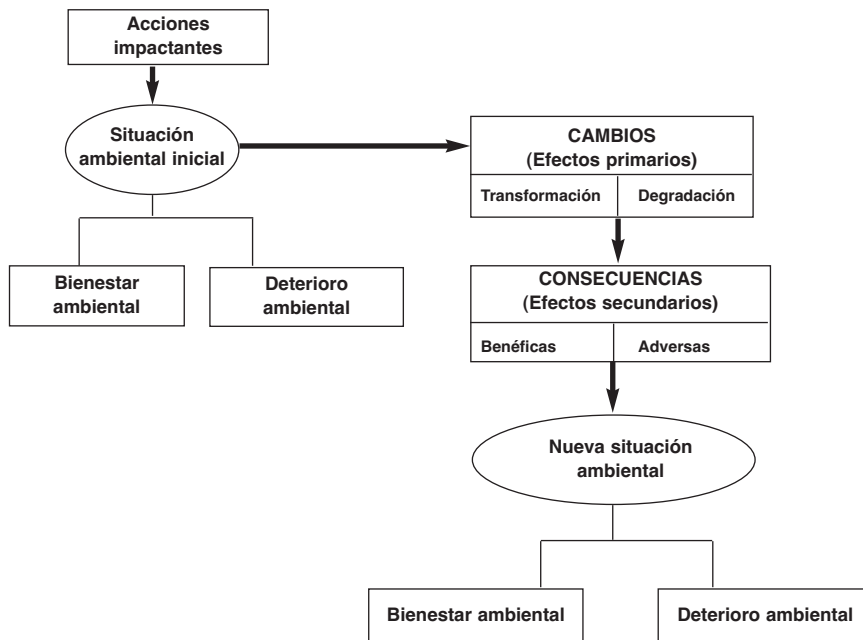 Acciones
impactantes
Situación
ambiental inicial
Bienestar
ambiental
Deterioro
ambiental
CAMBIOS
(Efectos primarios)
Transformación
Degradación
CONSECUENCIAS
(Efectos secundarios)
Benéficas
Adversas
Nueva situación
ambiental
Bienestar ambiental
Deterioro ambiental